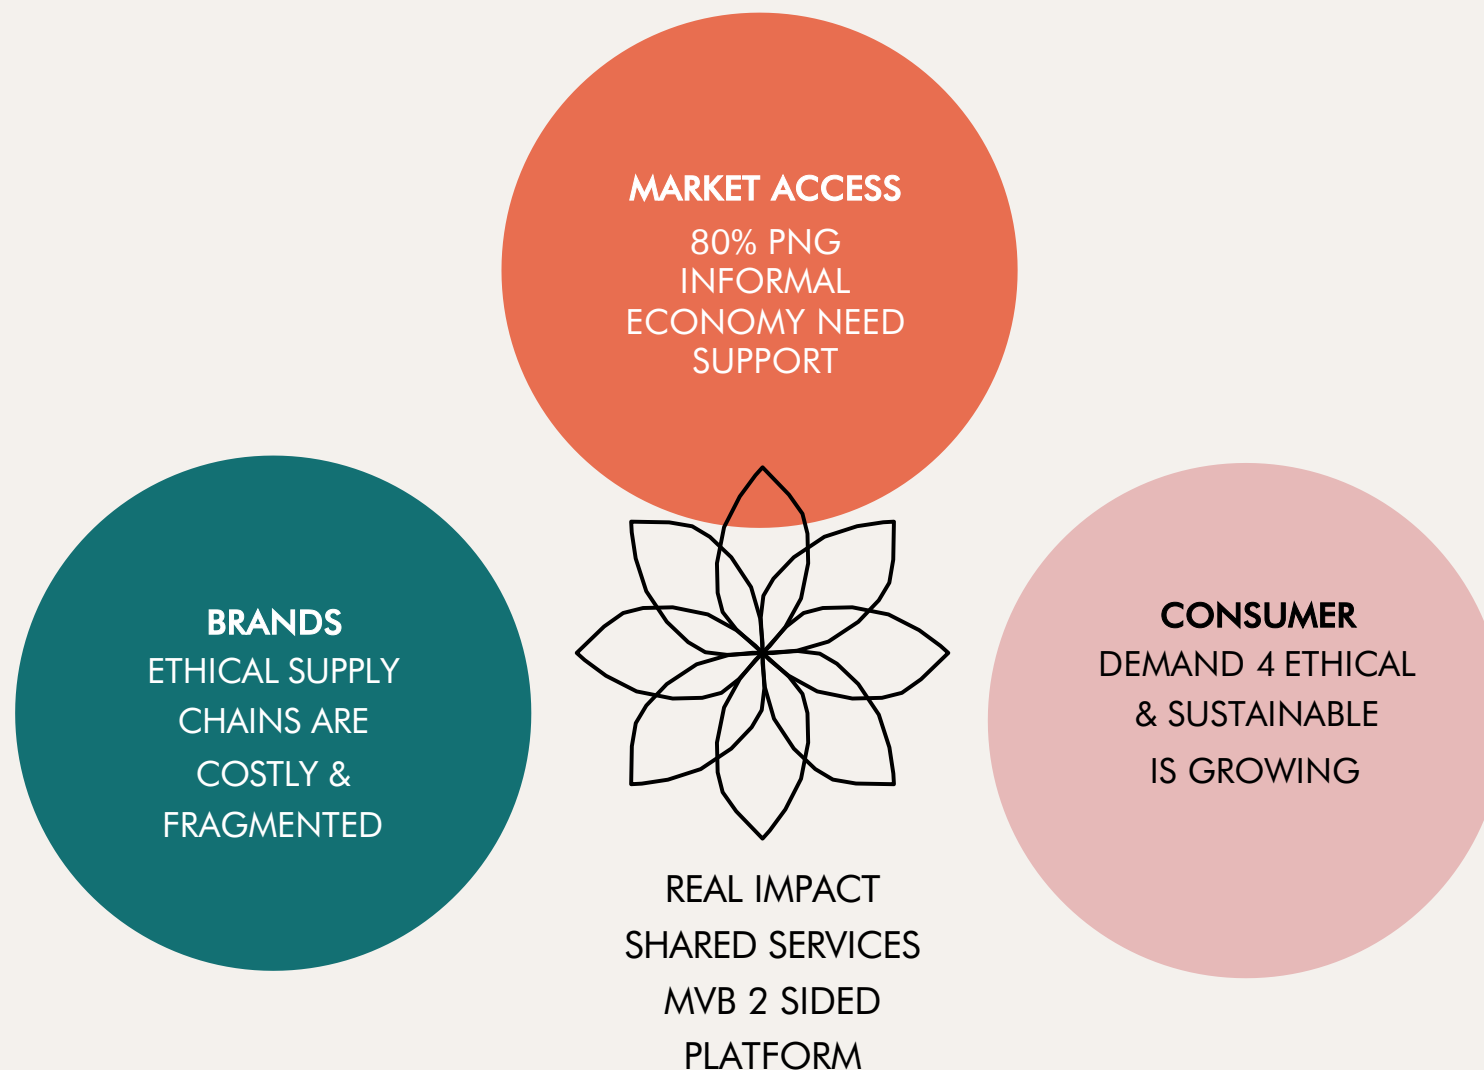 MARKET ACCESS
80% PNG
INFORMAL
ECONOMY NEED
SUPPORT
BRANDS
ETHICAL SUPPLY
CHAINS ARE
COSTLY &
FRAGMENTED
CONSUMER
DEMAND 4 ETHICAL
& SUSTAINABLE
IS GROWING
REAL IMPACT
SHARED SERVICES
MVB 2 SIDED
PLATFORM